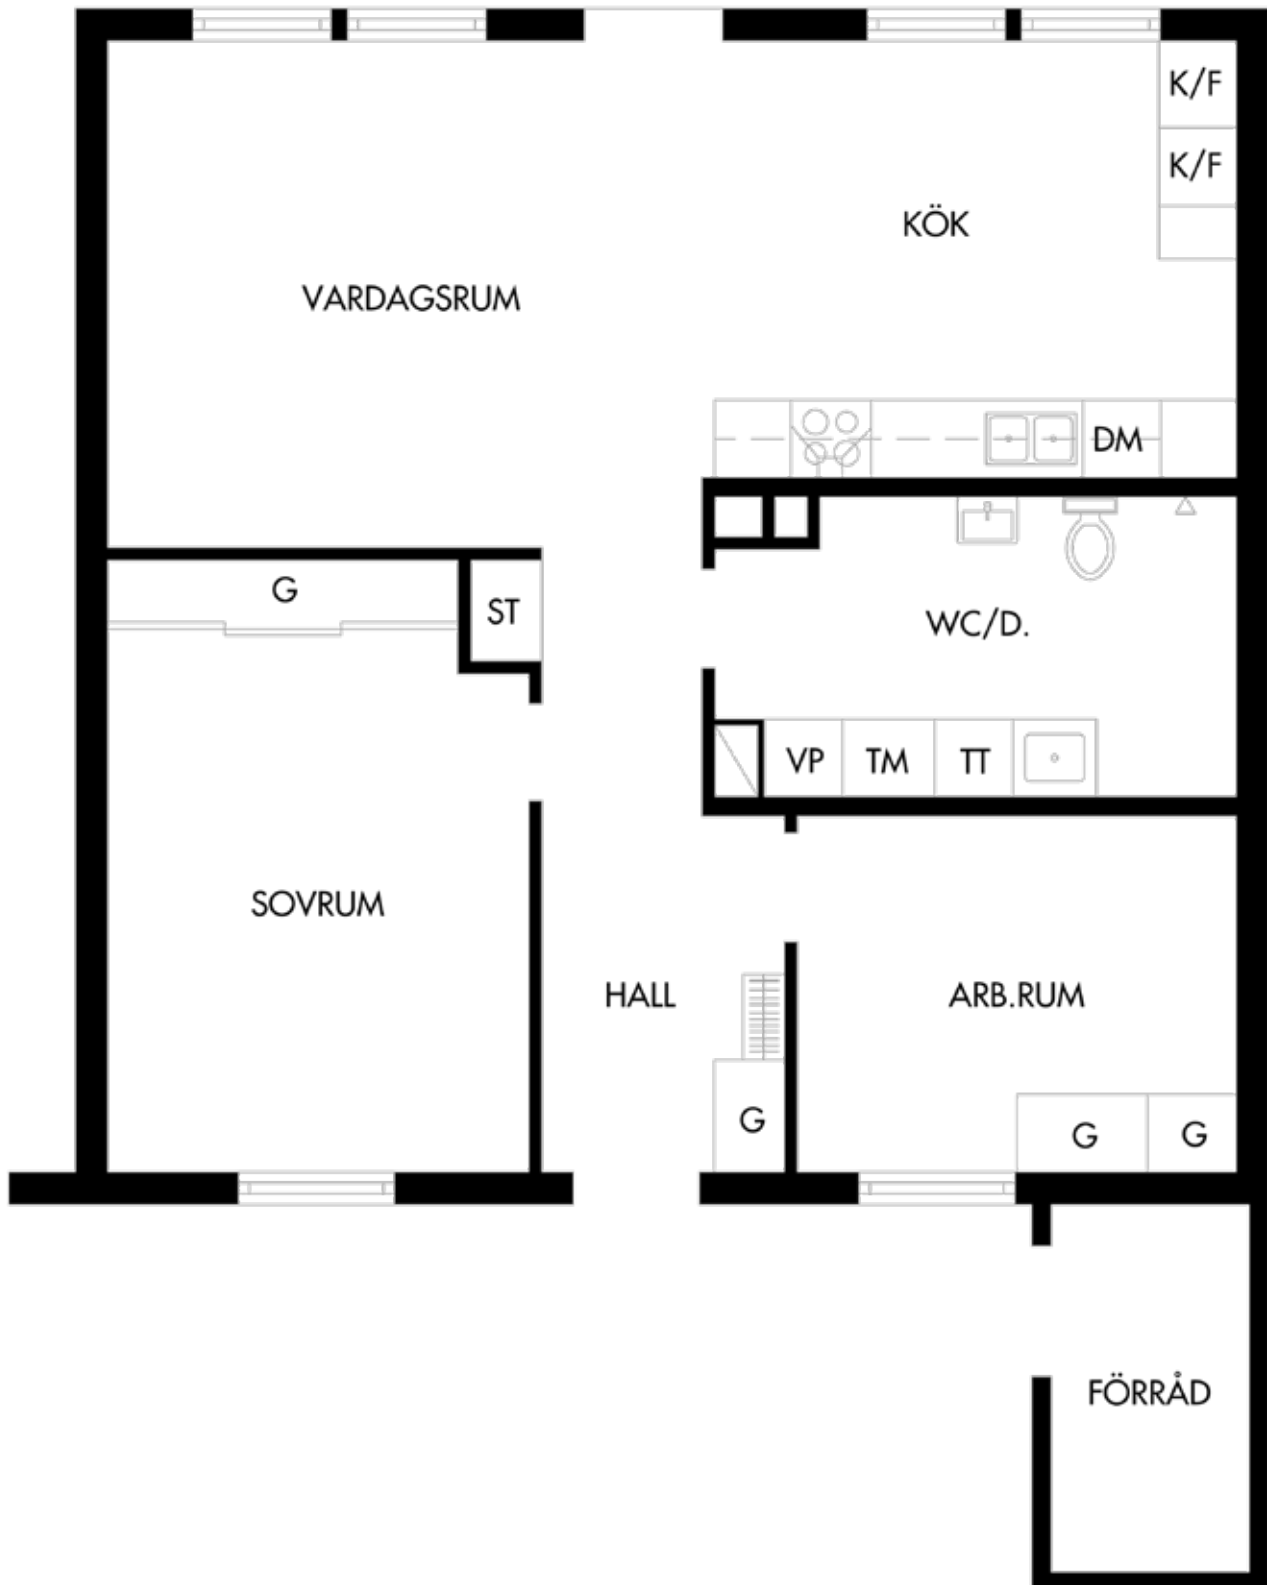 K/F
K/F
KÖK
VARDAGSRUM
DM
G
ST
WC/D.
VP
TM
TT
SOVRUM
HALL
ARB.RUM
G
G
G
FÖRRÅD